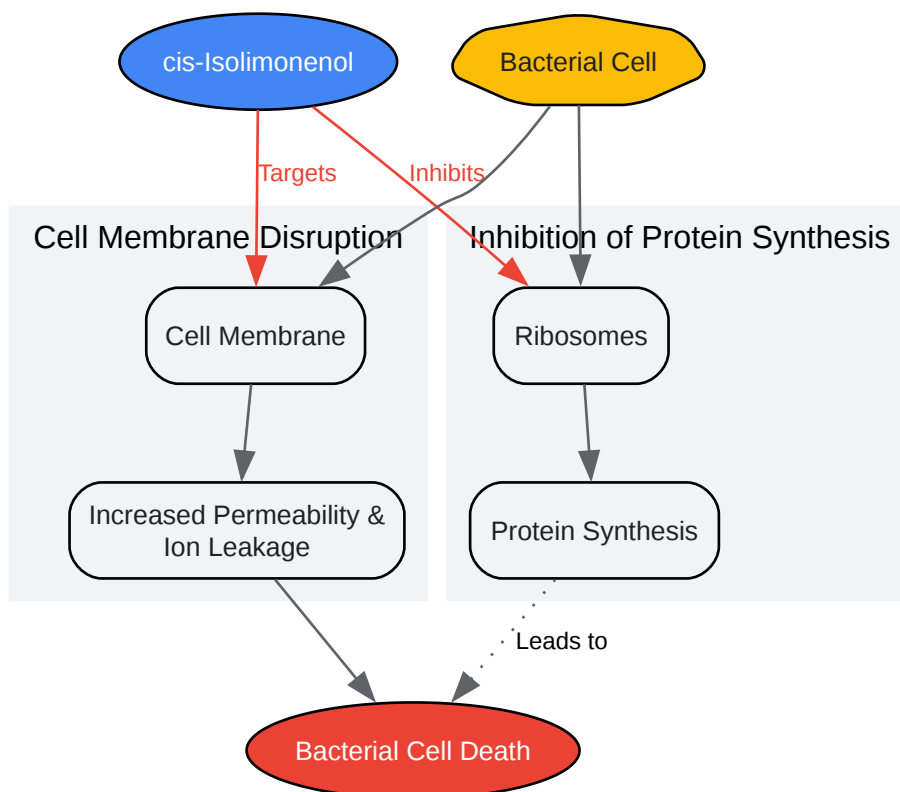 cis-Isolimonenol
Bacterial Cell
Targets
Inhibits
Cell Membrane Disruption
Inhibition of Protein Synthesis
Cell Membrane
Ribosomes
Increased Permeability &
Ion Leakage
Protein Synthesis
Leads to
Bacterial Cell Death